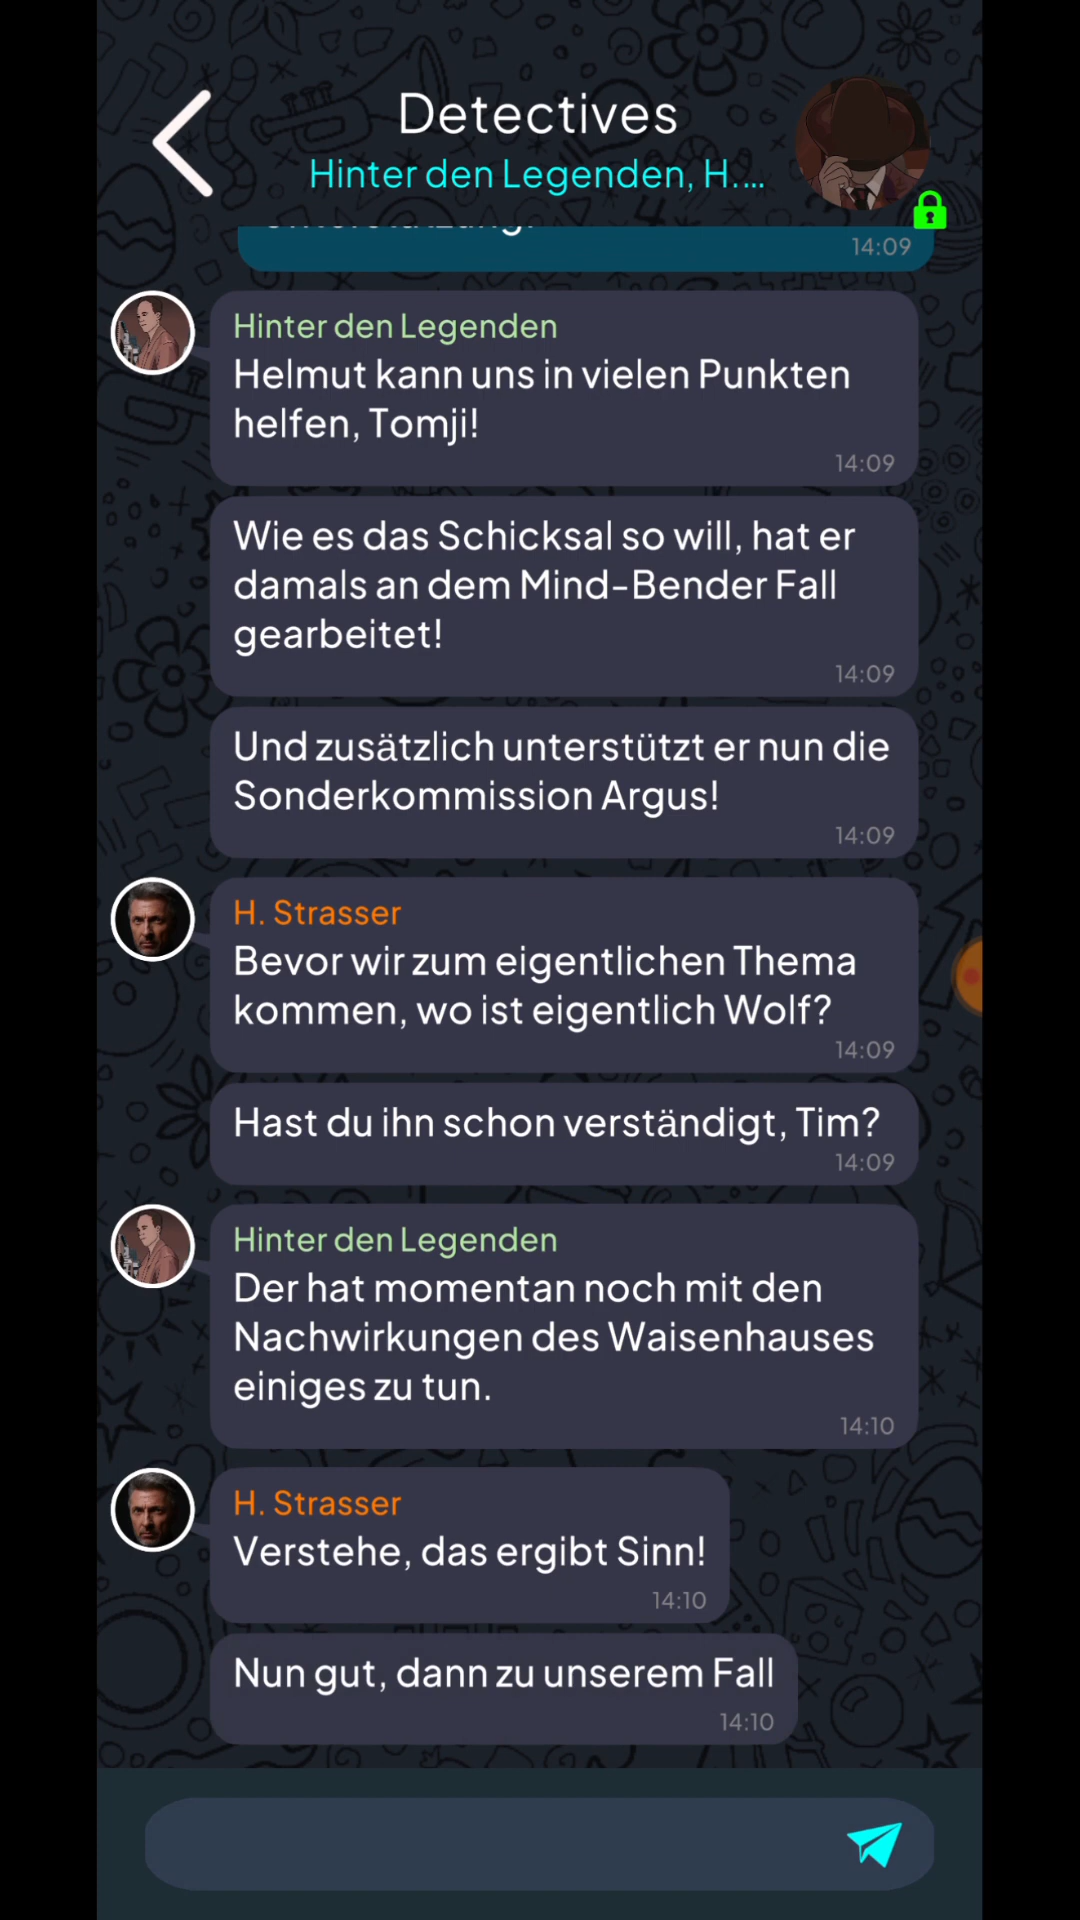 Detectives
Hinter den Legenden, H....
14:09
Hinter den Legenden
Helmut kann uns in vielen Punkten
helfen, Tomji!
14:09
Wie es das Schicksal so will, hat er
damals an dem Mind-Bender Fall
gearbeitet!
14:09
Und zusätzlich unterstützt er nun die
Sonderkommission Argus!
14:09
H. Strasser
Bevor wir zum eigentlichen Thema
kommen, wo ist eigentlich Wolf?
14:09
Hast du ihn schon verständigt, Tim?
14:09
Hinter den Legenden
Der hat momentan noch mit den
Nachwirkungen des Waisenhauses
einiges zu tun.
14:10
H. Strasser
Verstehe, das ergibt Sinn!
14:10
Nun gut, dann zu unserem Fall
14:10